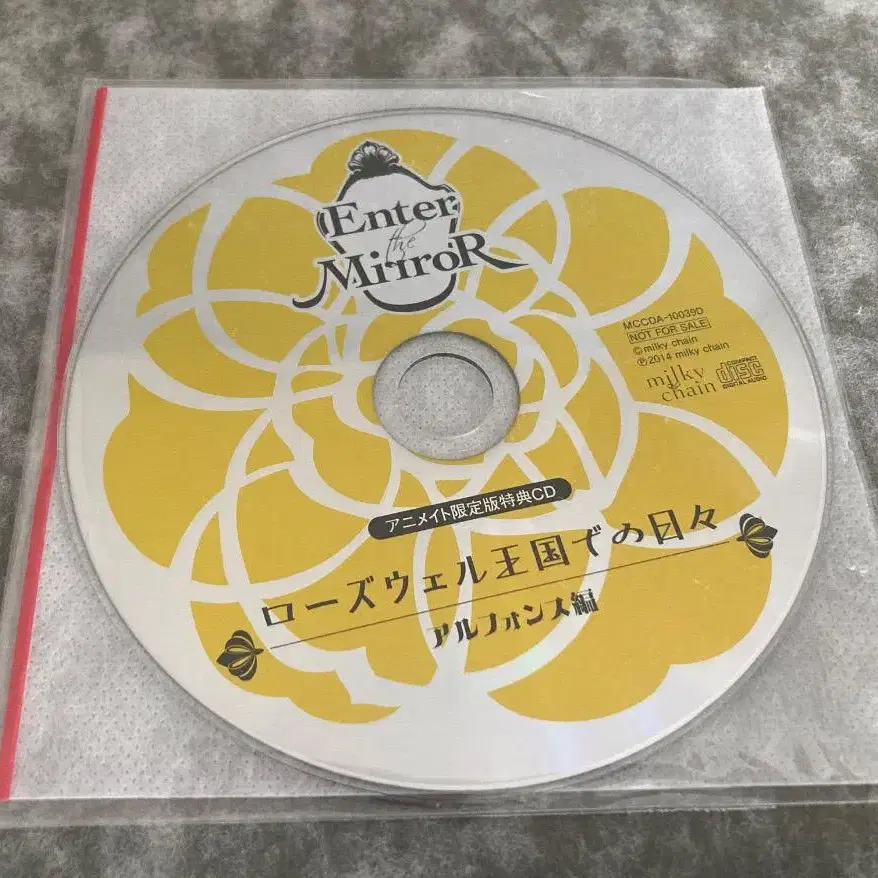 Enter
the
MirroR
MCCDA-10039D
NOT FOR SALE
©milky chain
℗2014 milky chain
milky
chain
COMPACT
disc
DIGITAL AUDIO
アニメイト限定版特典CD
ローズウェル王国での日々
アルフォンス編